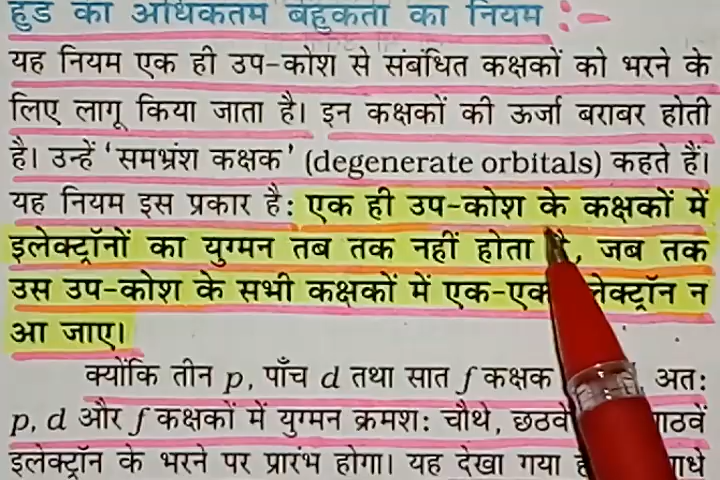 हुंड का अधिकतम बहुकता का नियम :-
यह नियम एक ही उप-कोश से संबंधित कक्षकों को भरने के
लिए लागू किया जाता है। इन कक्षकों की ऊर्जा बराबर होती
है। उन्हें ‘समभ्रंश कक्षक’ (degenerate orbitals) कहते हैं।
यह नियम इस प्रकार है: एक ही उप-कोश के कक्षकों में
इलेक्ट्रॉनों का युग्मन तब तक नहीं होता है, जब तक
उस उप-कोश के सभी कक्षकों में एक-एक इलेक्ट्रॉन न
आ जाए।
क्योंकि तीन p, पाँच d तथा सात f कक्षक अत:
p, d और f कक्षकों में युग्मन क्रमश: चौथे, छठवें
इलेक्ट्रॉन के भरने पर प्रारंभ होगा। यह देखा गया